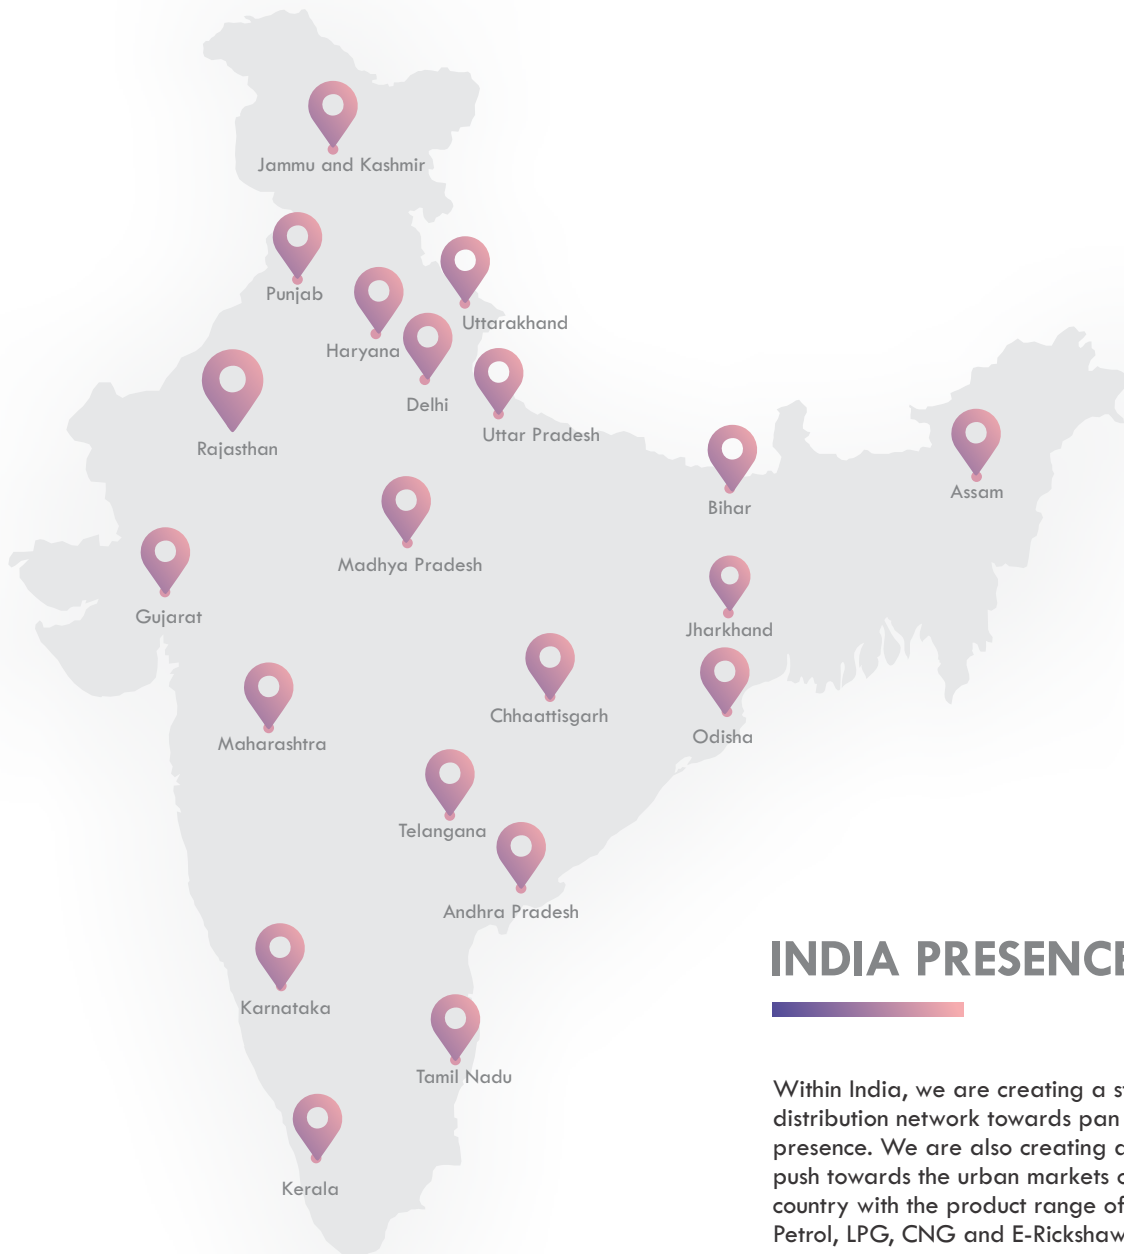 Jammu and Kashmir
Punjab
Uttarakhand
Haryana
Delhi
Uttar Pradesh
Rajasthan
Assam
Bihar
Madhya Pradesh
Gujarat
Jharkhand
Chhaattisgarh
Odisha
Maharashtra
Telangana
Andhra Pradesh
Karnataka
Tamil Nadu
Kerala
INDIA PRESENCE
Within India, we are creating a
distribution network towards pan
presence. We are also creating
push towards the urban markets
country with the product range of
Petrol, LPG, CNG and E-Rickshaw